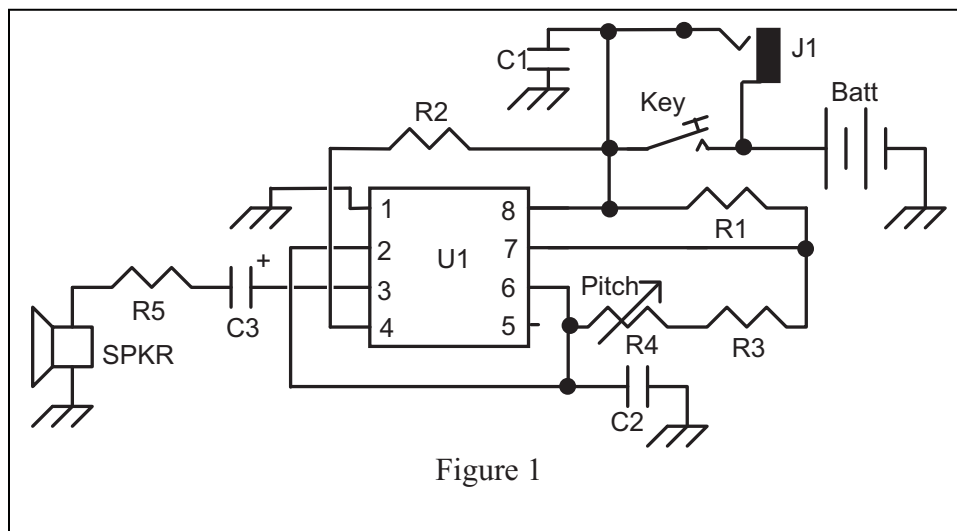 C1
J1
Key
Batt
R2
1
8
R1
2
7
U1
+
3
6
Pitch
R5
C3
4
5
R4
R3
SPKR
C2
Figure 1